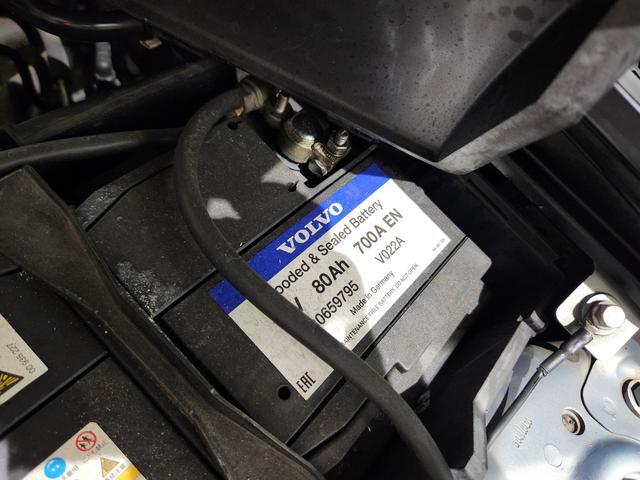 VOLVO
ooded & Sealed Battery
V 80Ah 700A EN
0659795 V022A
Made in Germany
AINTENANCE FREE BATTERY, DO NOT OPEN.
EAC